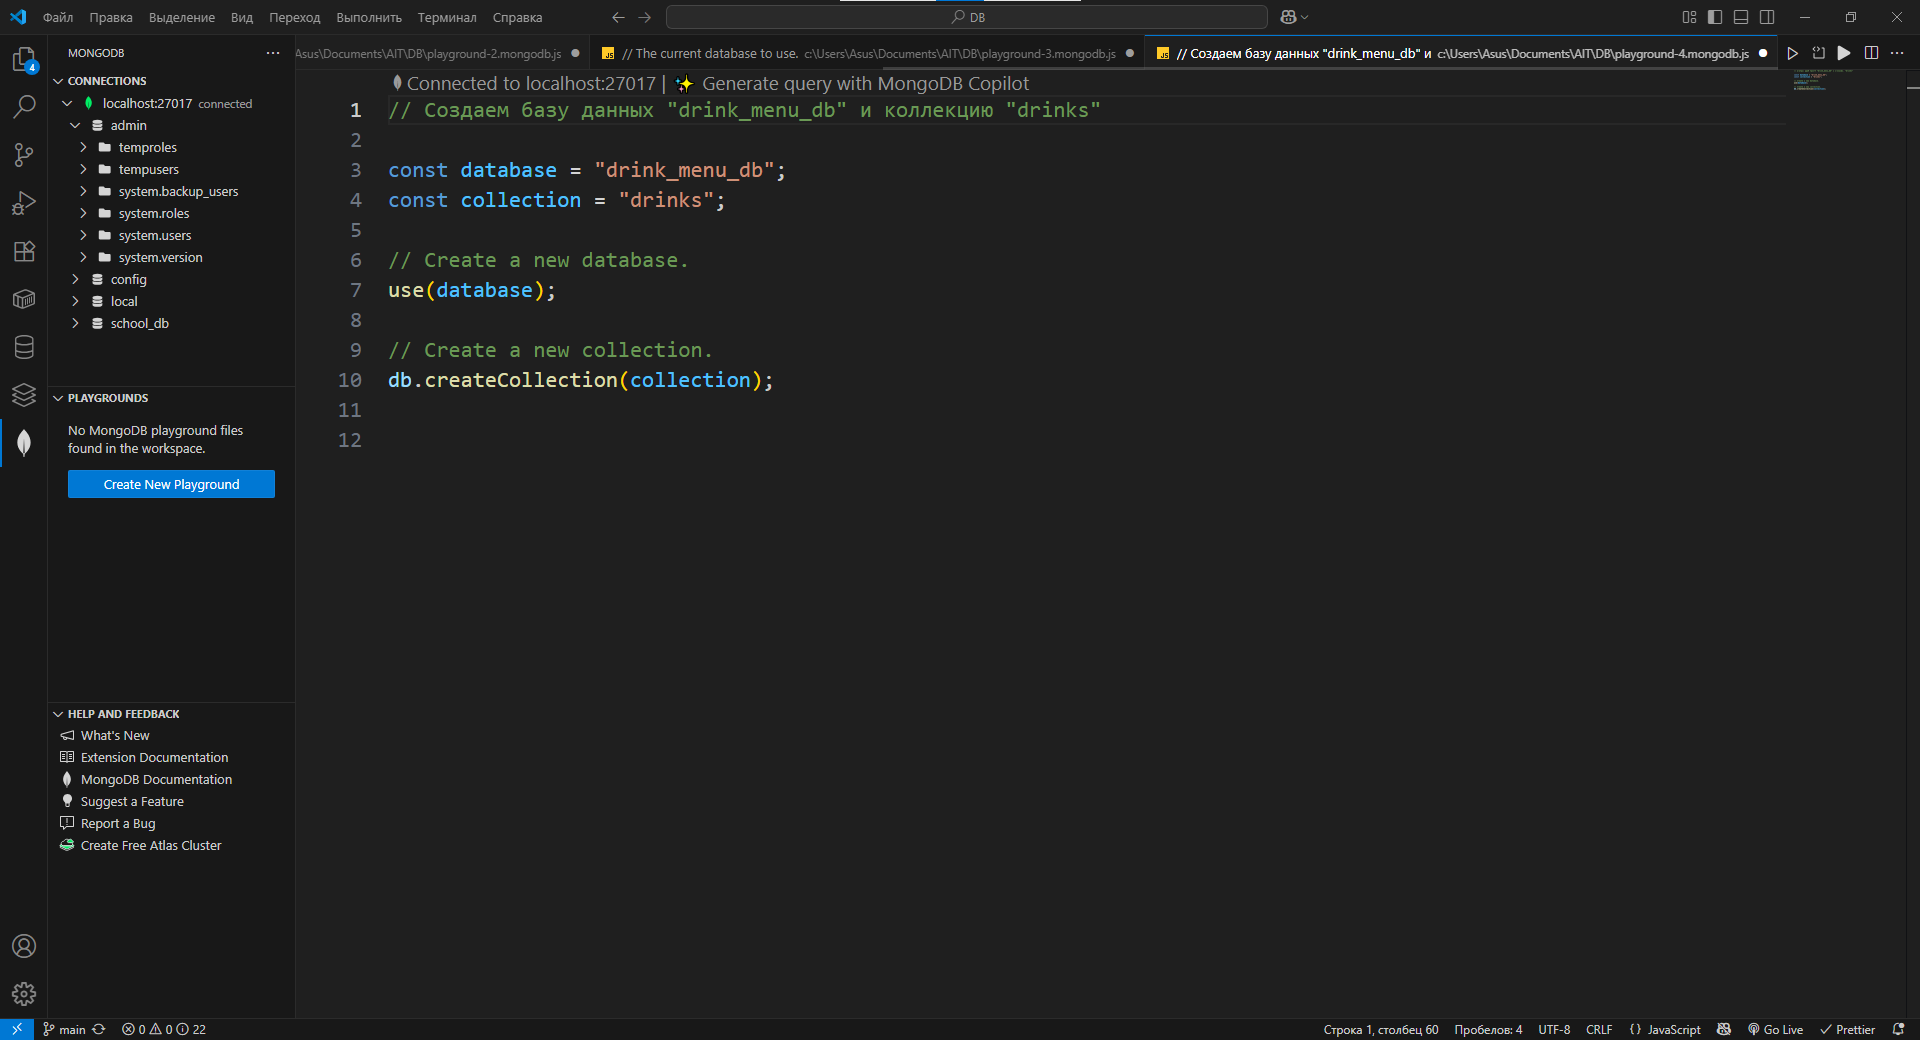 Файл Правка Выделение Вид Переход Выполнить Терминал Справка
DB
MONGODB
Asus\Documents\AIT\DB\playground-2.mongodb.js
// The current database to use. c:\Users\Asus\Documents\AIT\DB\playground-3.mongodb.js
// Создаем базу данных "drink_menu_db" и c:\Users\Asus\Documents\AIT\DB\playground-4.mongodb.js
4
CONNECTIONS
localhost:27017 connected
admin
temproles
tempusers
system.backup_users
system.roles
system.users
system.version
config
local
school_db
PLAYGROUNDS
No MongoDB playground files
found in the workspace.
Create New Playground
HELP AND FEEDBACK
What's New
Extension Documentation
MongoDB Documentation
Suggest a Feature
Report a Bug
Create Free Atlas Cluster
Connected to localhost:27017 | ✨ Generate query with MongoDB Copilot
1 // Создаем базу данных "drink_menu_db" и коллекцию "drinks"
2
3 const database = "drink_menu_db";
4 const collection = "drinks";
5
6 // Create a new database.
7 use(database);
8
9 // Create a new collection.
10 db.createCollection(collection);
11
12
main 0 0 22
Строка 1, столбец 60 Пробелов: 4 UTF-8 CRLF {} JavaScript Go Live Prettier